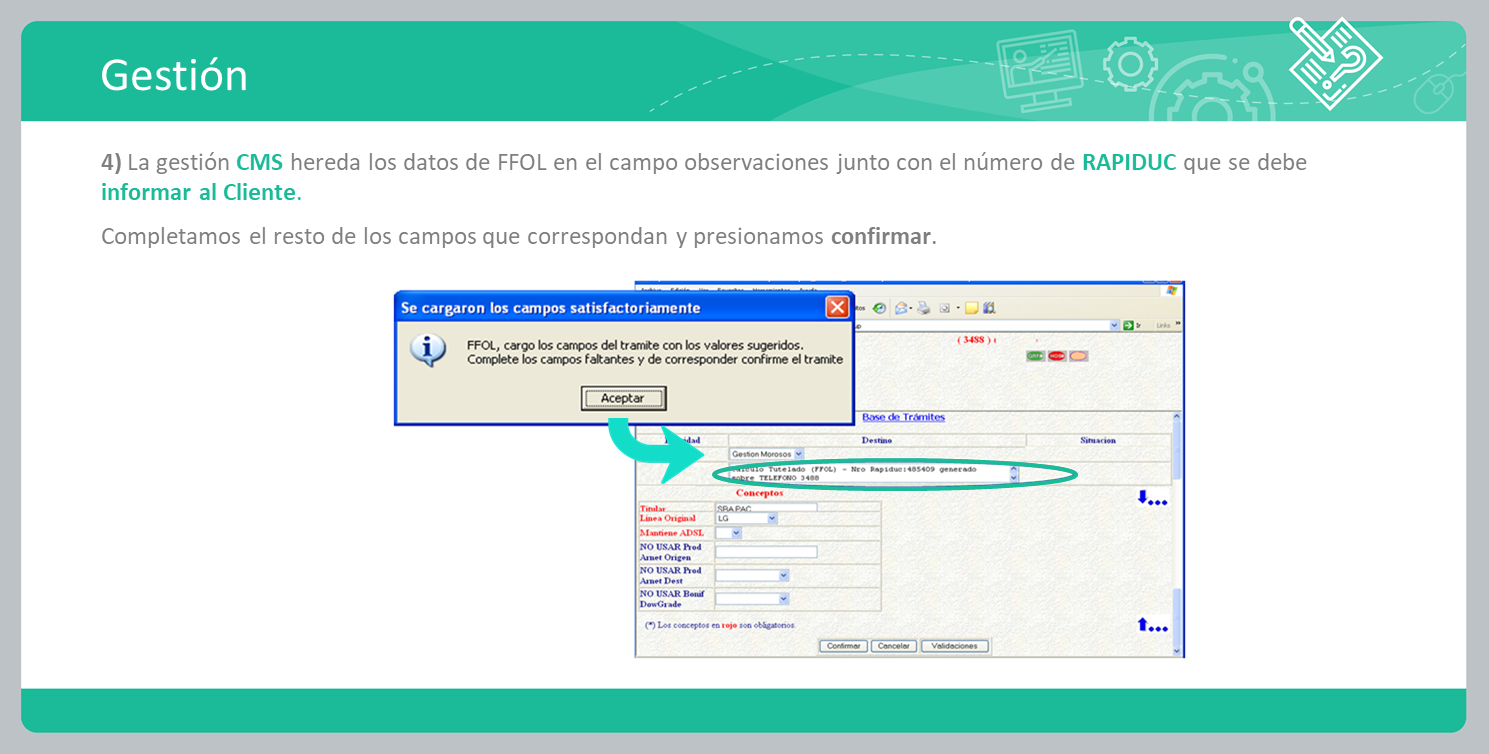 Gestión
4) La gestión CMS hereda los datos de FFOL en el campo observaciones junto con el número de RAPIDUC que se debe
informar al Cliente.
Completamos el resto de los campos que correspondan y presionamos confirmar.
Se cargaron los campos satisfactoriamente
FFOL, cargo los campos del tramite con los valores sugeridos.
Complete los campos faltantes y de corresponder confirme el tramite
Aceptar
Ir Links »
( 3488 )
Base de Trámites
Destino Situacion
Gestion Morosos
Tutelado (FFOL) - Nro Rapiduc:485409 generado
sobre TELEFONO 3488
Conceptos
Titular SBA PAC
Linea Original LG
Mantiene ADSL
NO USAR Prod
Arnet Origen
NO USAR Prod
Arnet Dest
NO USAR Bonif
DowGrade
(*) Los conceptos en rojo son obligatorios.
Confirmar Cancelar Validaciones